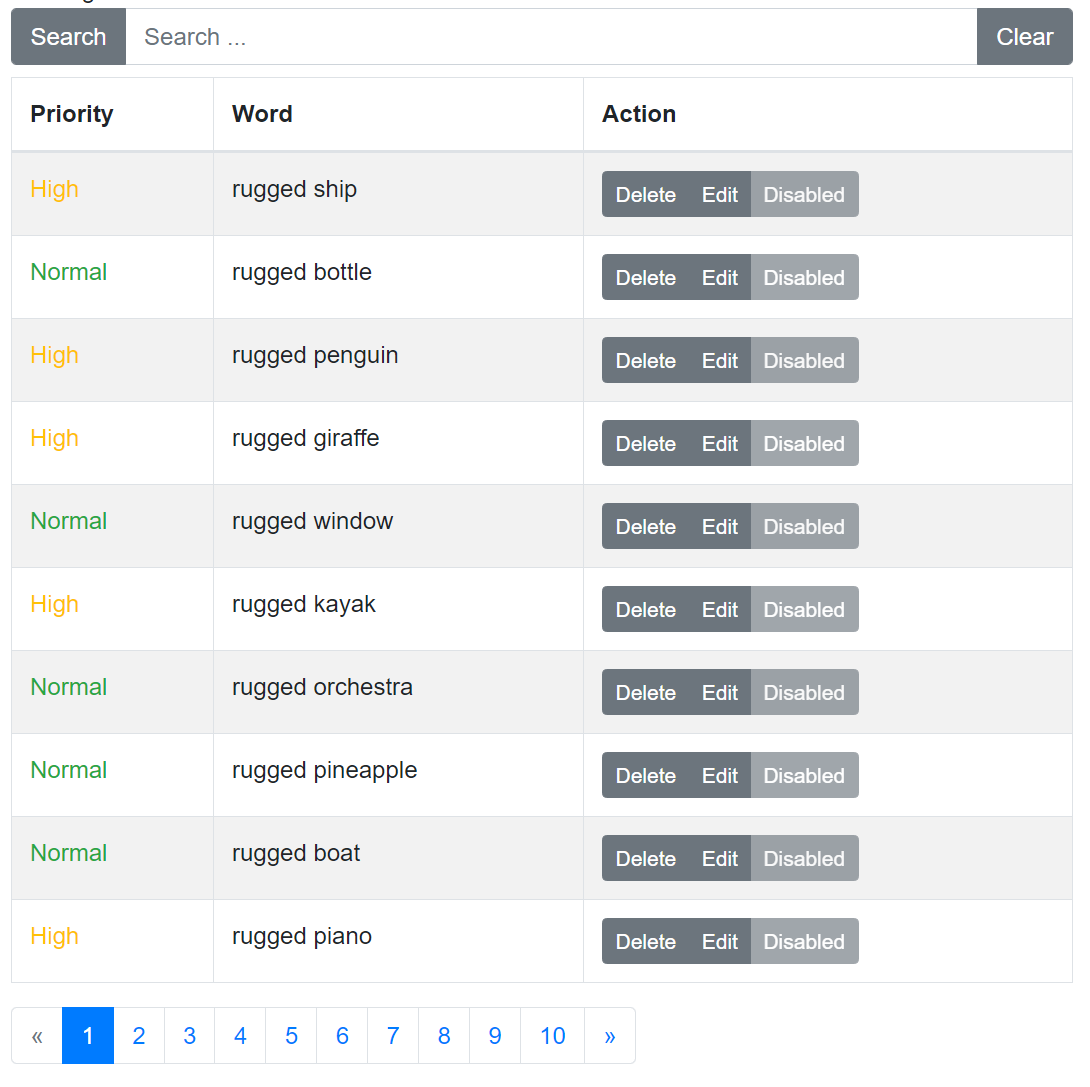 Search Search ... Clear
Priority Word Action
High rugged ship Delete Edit Disabled
Normal rugged bottle Delete Edit Disabled
High rugged penguin Delete Edit Disabled
High rugged giraffe Delete Edit Disabled
Normal rugged window Delete Edit Disabled
High rugged kayak Delete Edit Disabled
Normal rugged orchestra Delete Edit Disabled
Normal rugged pineapple Delete Edit Disabled
Normal rugged boat Delete Edit Disabled
High rugged piano Delete Edit Disabled
« 1 2 3 4 5 6 7 8 9 10 »